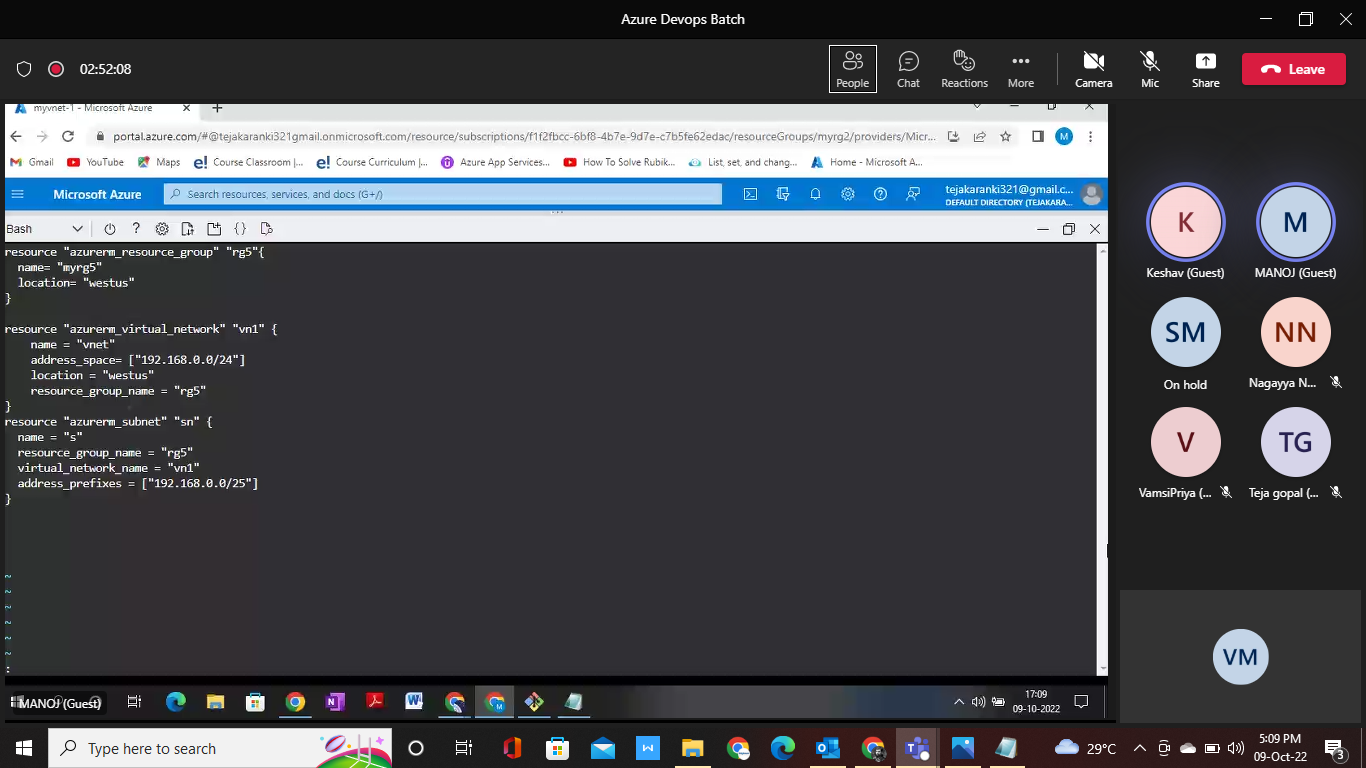 Azure Devops Batch
02:52:08
People
Chat
Reactions
More
Camera
Mic
Share
Leave
myvnet-1 - Microsoft Azure
portal.azure.com/#@tejakaranki321gmail.onmicrosoft.com/resource/subscriptions/f1f2fbcc-6bf8-4b7e-9d7e-c7b5fe62edac/resourceGroups/myrg2/providers/Micr...
M
Gmail
YouTube
Maps
Course Classroom |...
Course Curriculum |...
Azure App Services...
How To Solve Rubik...
List, set, and chang...
Home - Microsoft A...
Microsoft Azure
Search resources, services, and docs (G+/)
tejakaranki321@gmail.c...
DEFAULT DIRECTORY (TEJAKARA...
Bash
resource "azurerm_resource_group" "rg5"{
name= "myrg5"
location= "westus"
}
resource "azurerm_virtual_network" "vn1" {
name = "vnet"
address_space= ["192.168.0.0/24"]
location = "westus"
resource_group_name = "rg5"
}
resource "azurerm_subnet" "sn" {
name = "s"
resource_group_name = "rg5"
virtual_network_name = "vn1"
address_prefixes = ["192.168.0.0/25"]
}
~
~
~
~
~
~
:
K
Keshav (Guest)
M
MANOJ (Guest)
SM
On hold
NN
Nagayya N...
V
VamsiPriya (...
TG
Teja gopal (...
VM
MANOJ (Guest)
17:09
09-10-2022
Type here to search
29°C
5:09 PM
09-Oct-22
3